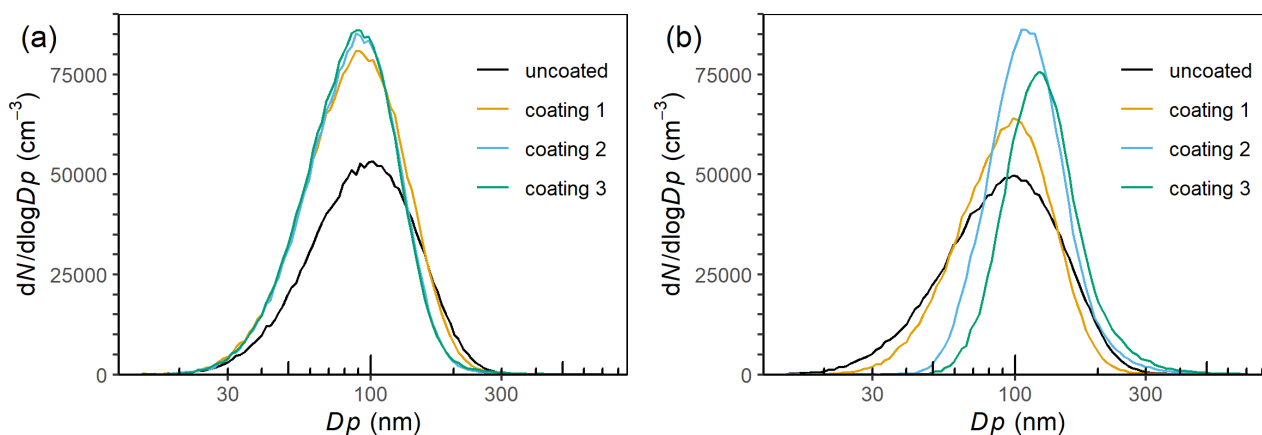 (a)
dN/dlogDp (cm⁻³)
75000
50000
25000
0
30
100
300
Dp (nm)
uncoated
coating 1
coating 2
coating 3
(b)
dN/dlogDp (cm⁻³)
75000
50000
25000
0
30
100
300
Dp (nm)
uncoated
coating 1
coating 2
coating 3